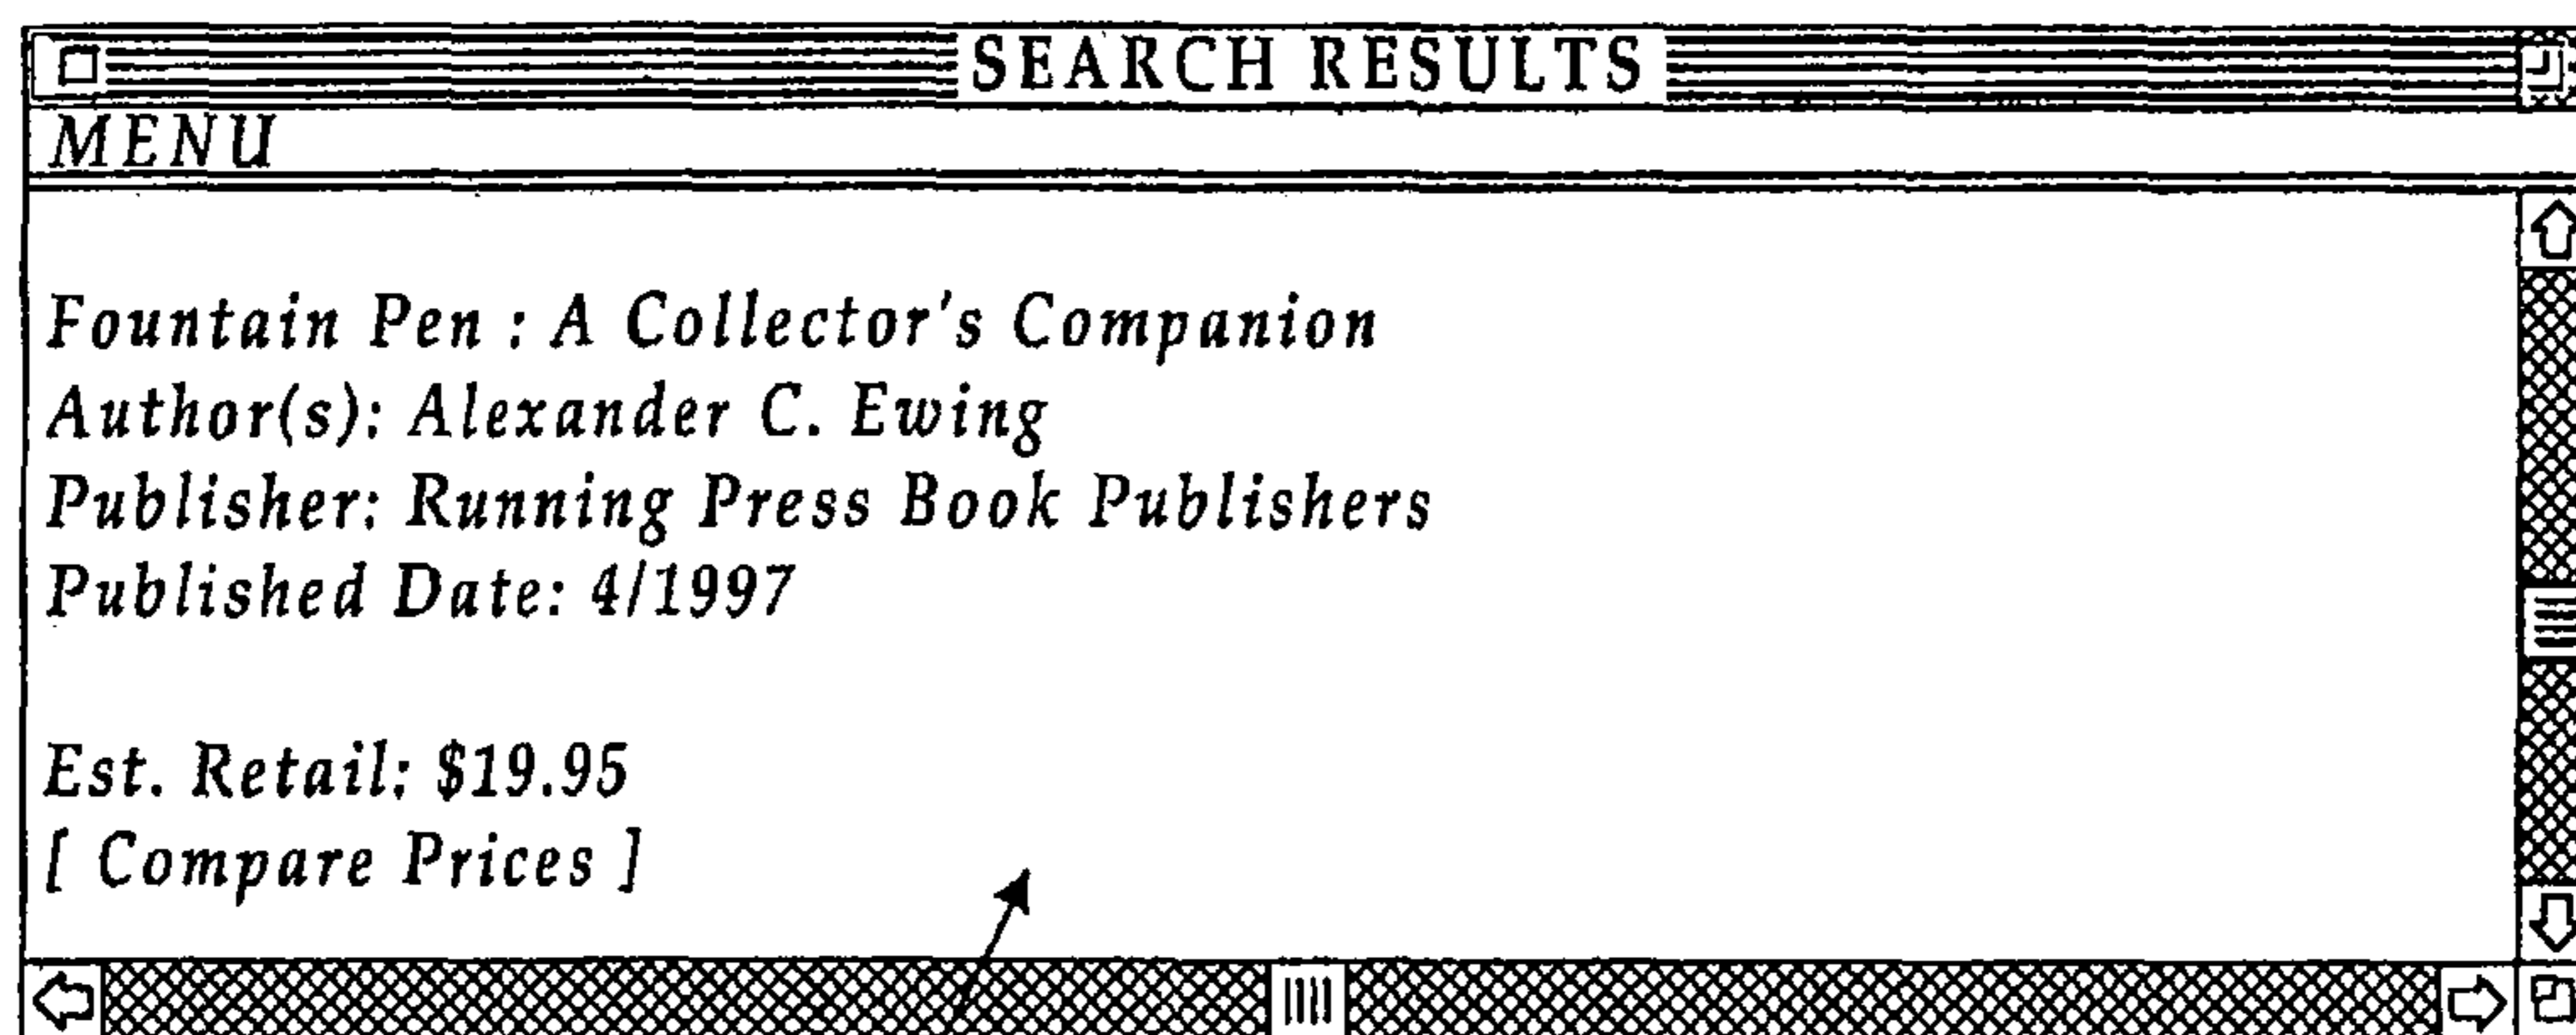 SEARCH RESULTS
MENU
Fountain Pen : A Collector's Companion
Author(s): Alexander C. Ewing
Publisher: Running Press Book Publishers
Published Date: 4/1997
Est. Retail: $19.95
[ Compare Prices ]